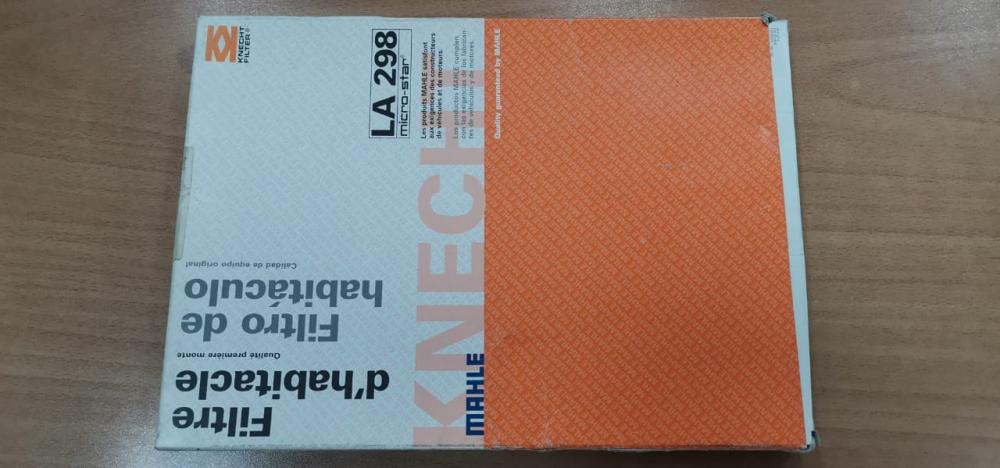 KNECHT
FILTER®
LA 298
micro-star®
Les produits MAHLE satisfont
aux exigences des constructeurs
de véhicules et de moteurs.
Los productos MAHLE cumplen
con las exigencias de los fabrican-
tes de vehículos y de motores.
Quality guaranteed by MAHLE
KNECHT
MAHLE
Filtre
d'habitacle
Qualité première monte
Filtro de
habitáculo
Calidad de equipo original